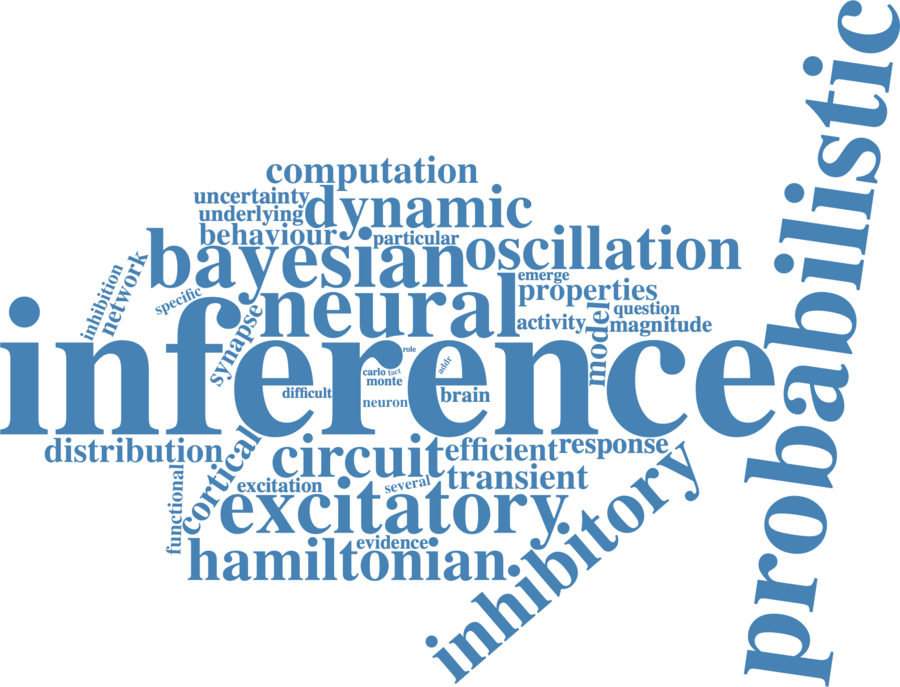 probabilistic
computation
uncertainty
dynamic
underlying
behaviour
particular
bayesian
oscillation
inhibition
network
specific
neural
emerge
properties
question
activity
magnitude
model
synapse
inference
role
carlo
fact
addr
monte
difficult
brain
neuron
distribution
cortical
circuit
efficient
response
functional
excitation
several
transient
excitatory
inhibitory
evidence
hamiltonian